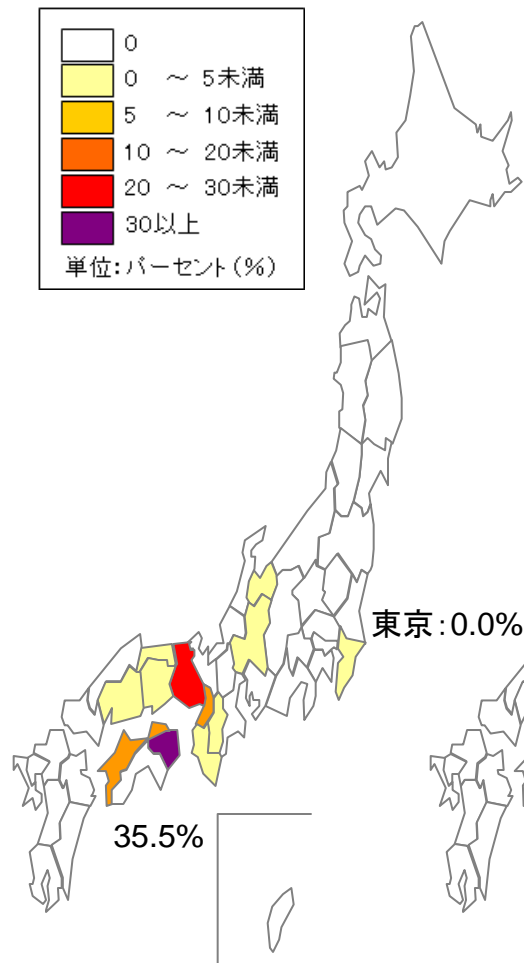 0
0 ～ 5未満
5 ～ 10未満
10 ～ 20未満
20 ～ 30未満
30以上
単位:パーセント(%)
東京:0.0%
35.5%